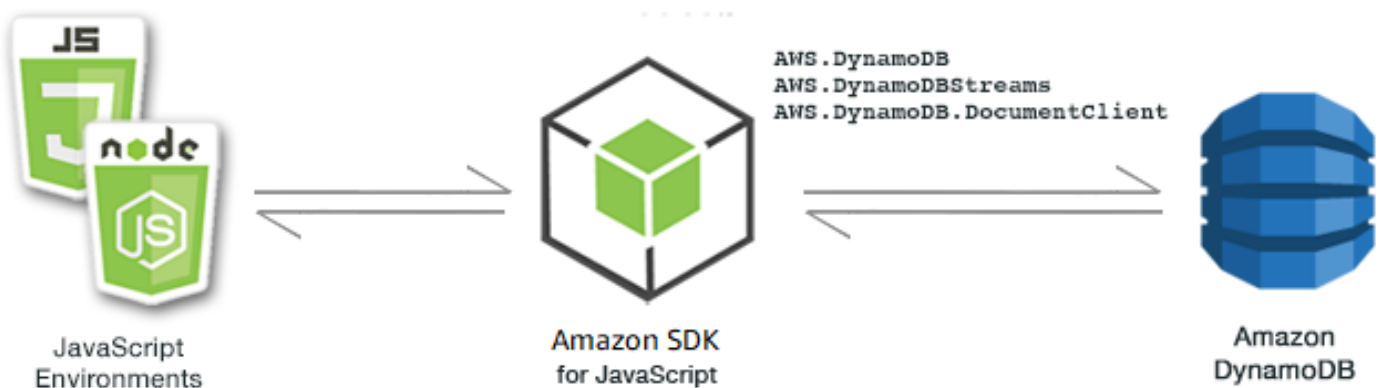 JS
node
JS
JavaScript
Environments
Amazon SDK
for JavaScript
AWS.DynamoDB
AWS.DynamoDBStreams
AWS.DynamoDB.DocumentClient
Amazon
DynamoDB